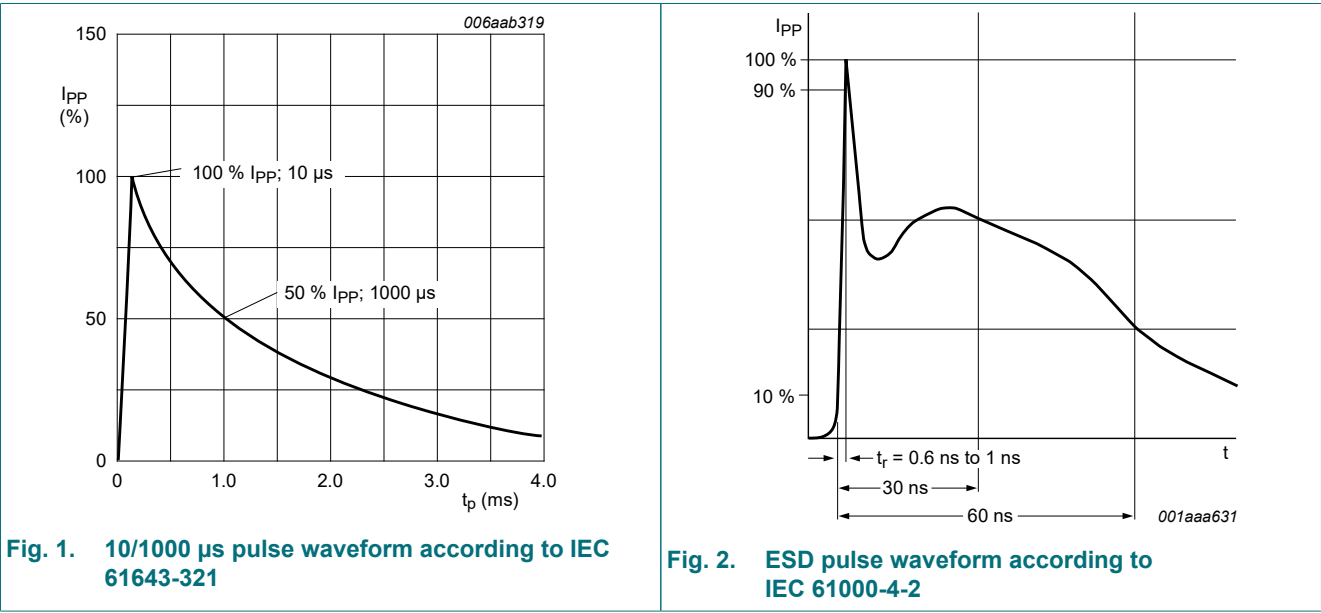 006aab319
150
IPP
(%)
100
100 % IPP; 10 µs
50 % IPP; 1000 µs
50
0
0 1.0 2.0 3.0 4.0
tp (ms)
Fig. 1. 10/1000 µs pulse waveform according to IEC
61643-321
IPP
100 %
90 %
10 %
t
tr = 0.6 ns to 1 ns
30 ns
60 ns
001aaa631
Fig. 2. ESD pulse waveform according to
IEC 61000-4-2